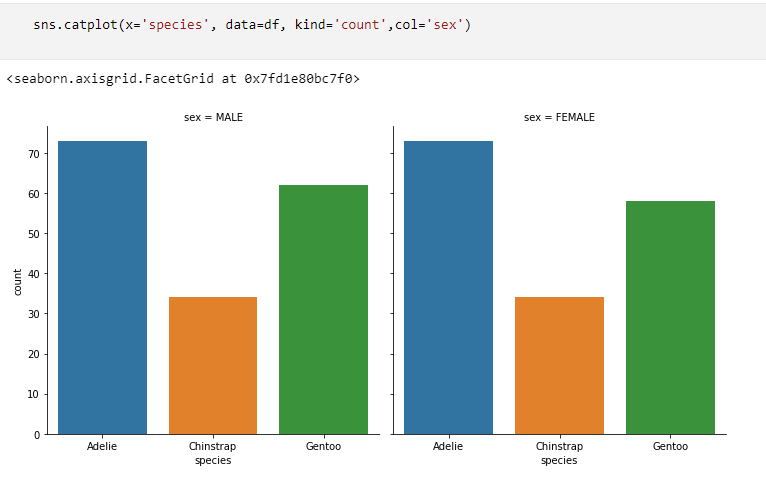 sns.catplot(x='species', data=df, kind='count',col='sex')
<seaborn.axisgrid.FacetGrid at 0x7fd1e80bc7f0>
sex = MALE
sex = FEMALE
70
60
50
40
30
20
10
0
count
Adelie
Chinstrap
Gentoo
species
Adelie
Chinstrap
Gentoo
species